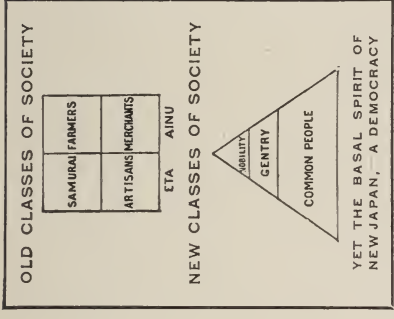 OLD CLASSES OF SOCIETY
SAMURAI FARMERS
ARTISANS MERCHANTS
ETA AINU
NEW CLASSES OF SOCIETY
NOBILITY
GENTRY
COMMON PEOPLE
YET THE BASAL SPIRIT OF
NEW JAPAN, — A DEMOCRACY